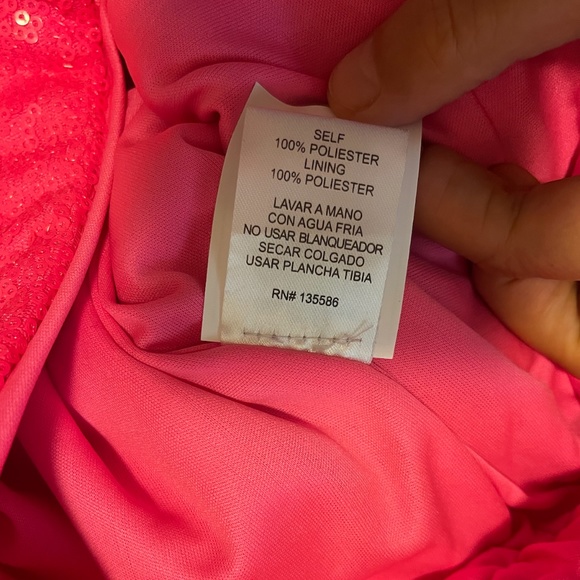 SELF
100% POLIESTER
LINING
100% POLIESTER
LAVAR A MANO
CON AGUA FRIA
NO USAR BLANQUEADOR
SECAR COLGADO
USAR PLANCHA TIBIA
RN# 135586